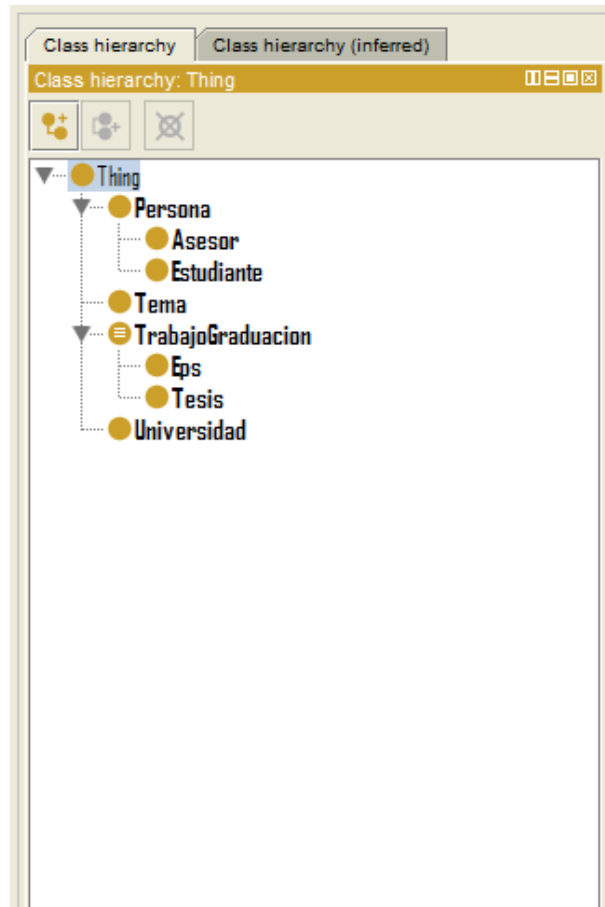 Class hierarchy Class hierarchy (inferred)
Class hierarchy: Thing
Thing
Persona
Asesor
Estudiante
Tema
TrabajoGraduacion
Eps
Tesis
Universidad